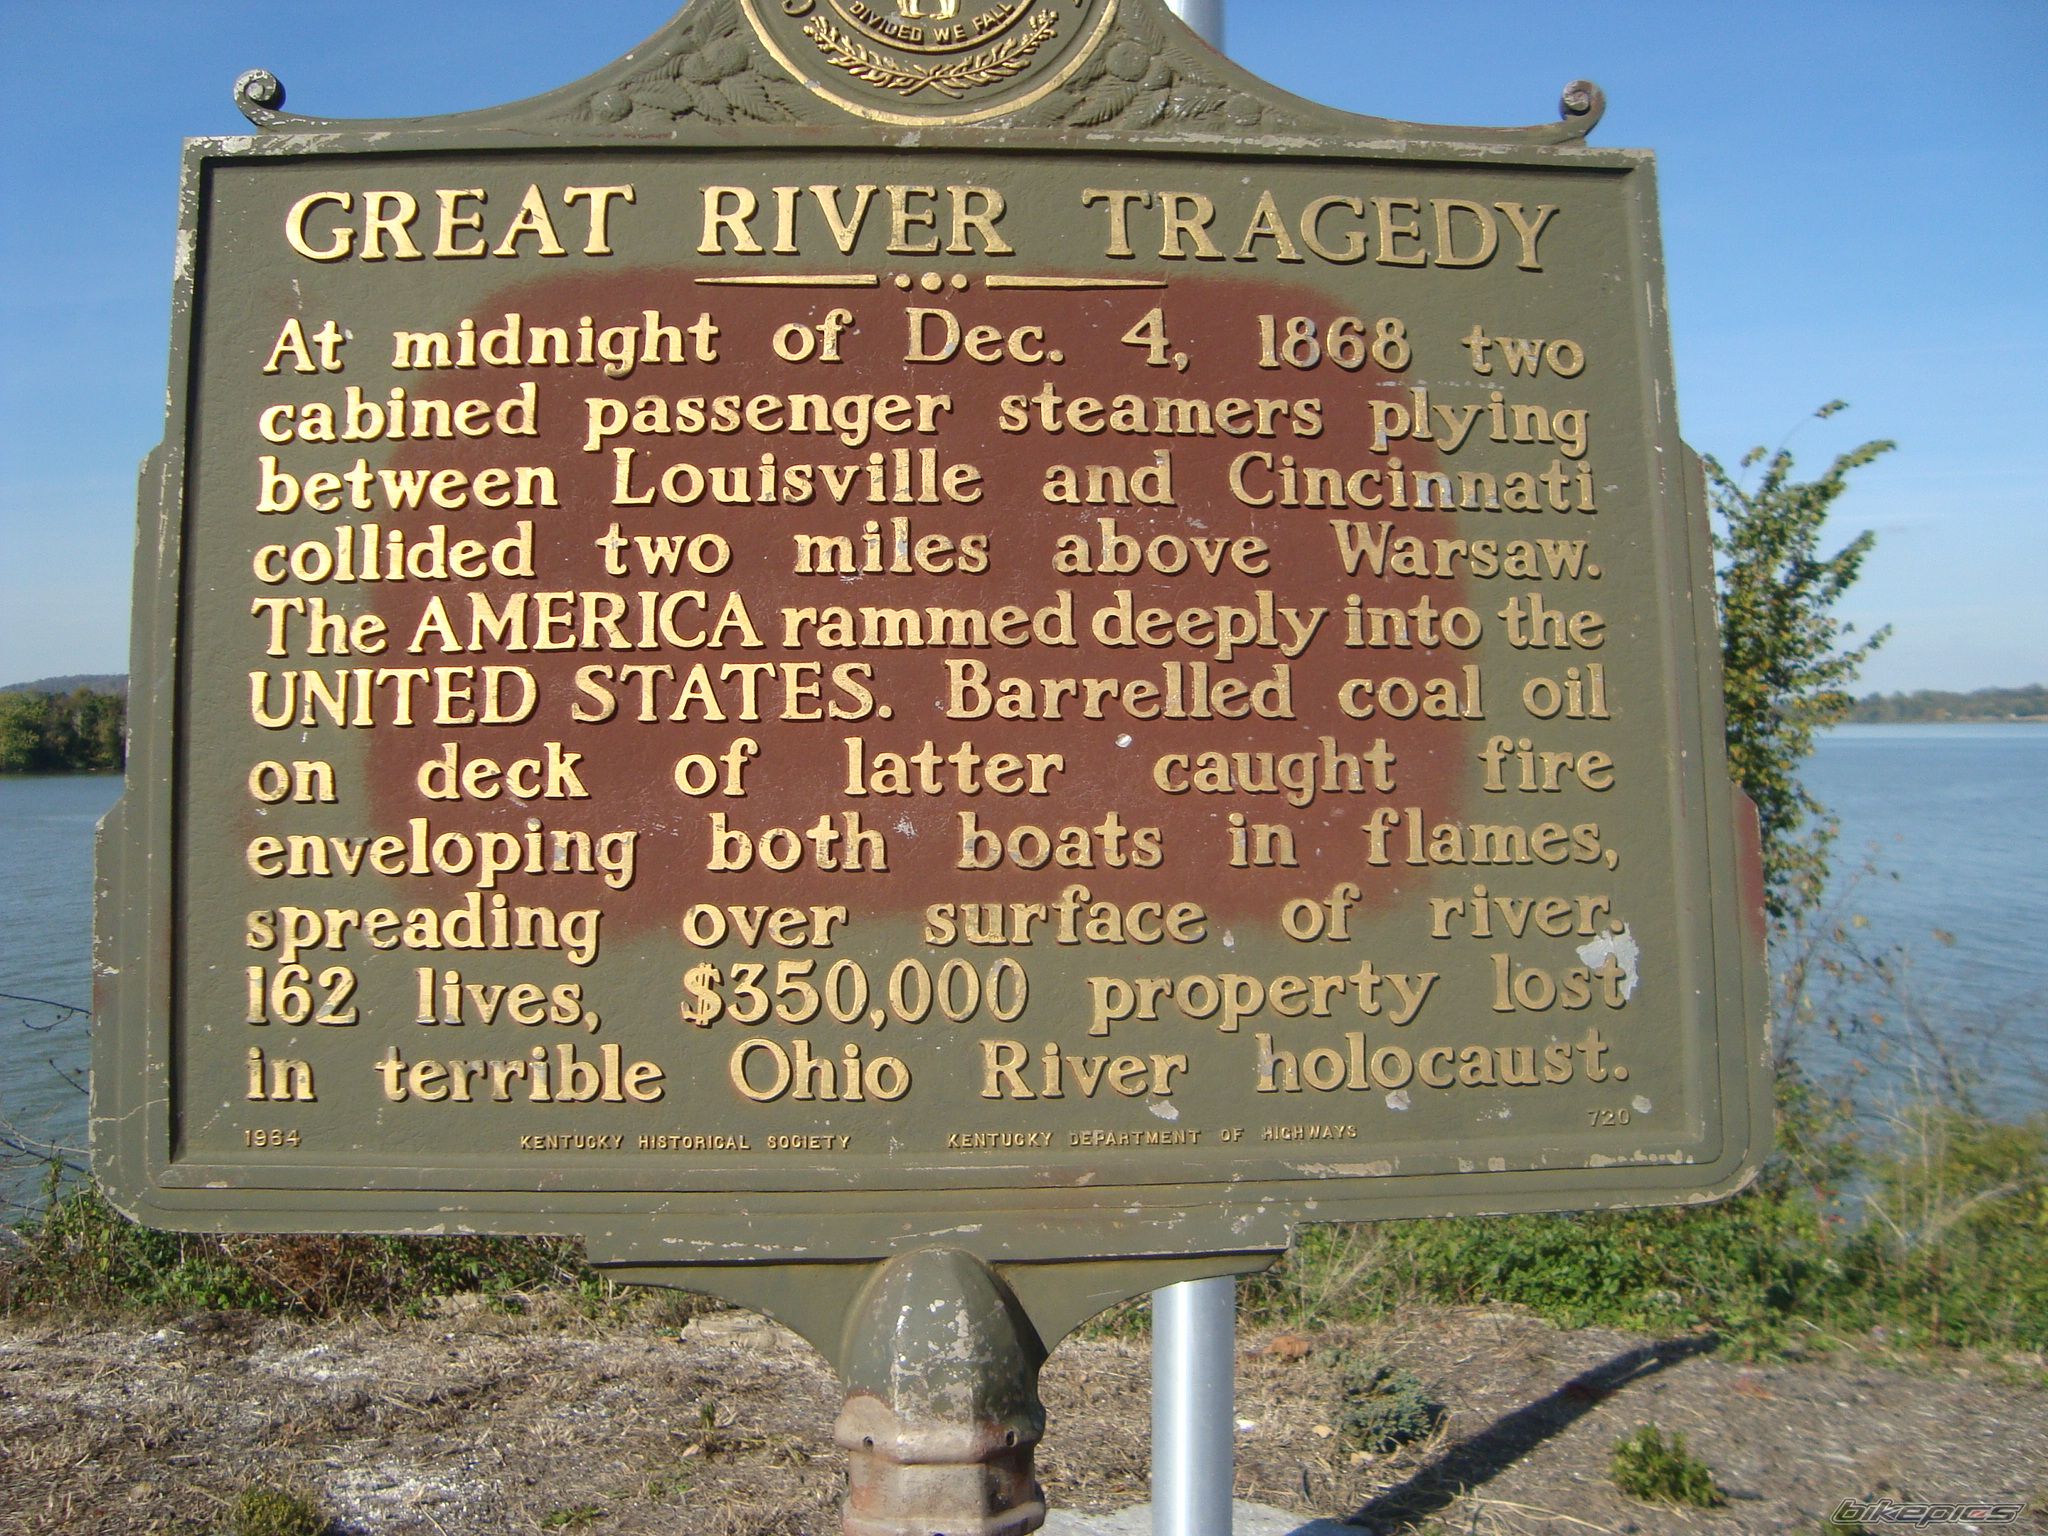 DIVIDED WE FALL
GREAT RIVER TRAGEDY
At midnight of Dec. 4, 1868 two
cabined passenger steamers plying
between Louisville and Cincinnati
collided two miles above Warsaw.
The AMERICA rammed deeply into the
UNITED STATES. Barrelled coal oil
on deck of latter caught fire
enveloping both boats in flames,
spreading over surface of river.
162 lives, $350,000 property lost
in terrible Ohio River holocaust.
720
1964 KENTUCKY HISTORICAL SOCIETY KENTUCKY DEPARTMENT OF HIGHWAYS
bikepics